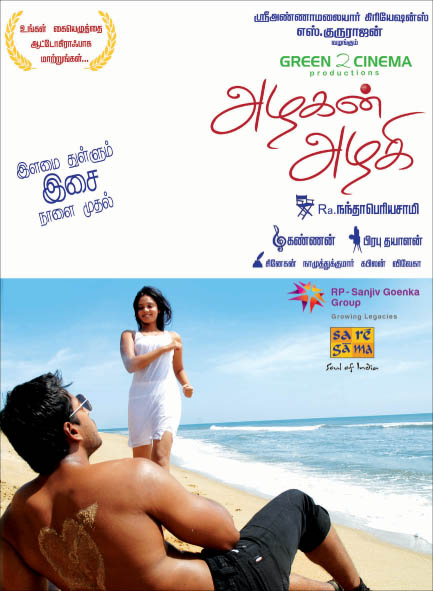 உங்கள் கையெழுத்தை
ஆட்டோகிராஃபாக
மாற்றுங்கள்...
ஸ்ரீஅண்ணாமலையார் கிரியேஷன்ஸ்
எஸ்.குருராஜன்
வழங்கும்
GREEN 2 CINEMA
productions
அழகன்
அழகி
இளமை துள்ளும்
இசை
நாளை முதல்
Ra.நந்தாபெரியசாமி
கண்ணன்
பிரபு தயாளன்
சினேகன் நாமுத்துக்குமார் கபிலன் விவேகா
RP - Sanjiv Goenka
Group
Growing Legacies
sa rē
ga ma
Soul of India